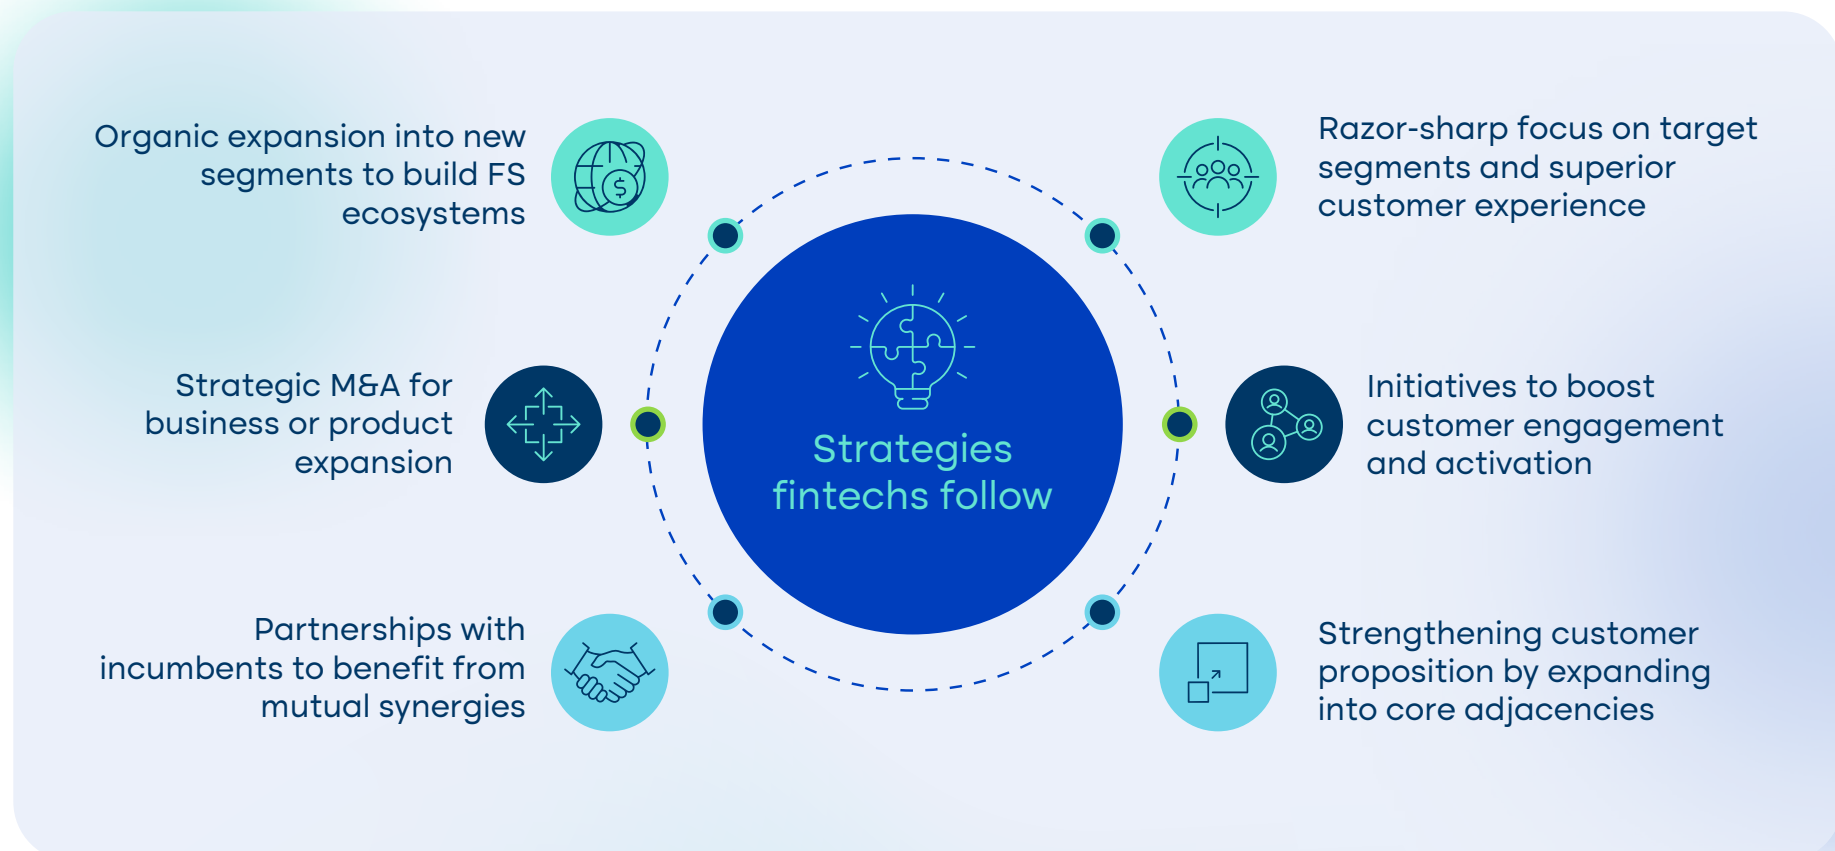 Organic expansion into new
segments to build FS
ecosystems
Strategic M&A for
business or product
expansion
Partnerships with
incumbents to benefit from
mutual synergies
Strategies
fintechs follow
Razor-sharp focus on target
segments and superior
customer experience
Initiatives to boost
customer engagement
and activation
Strengthening customer
proposition by expanding
into core adjacencies
$